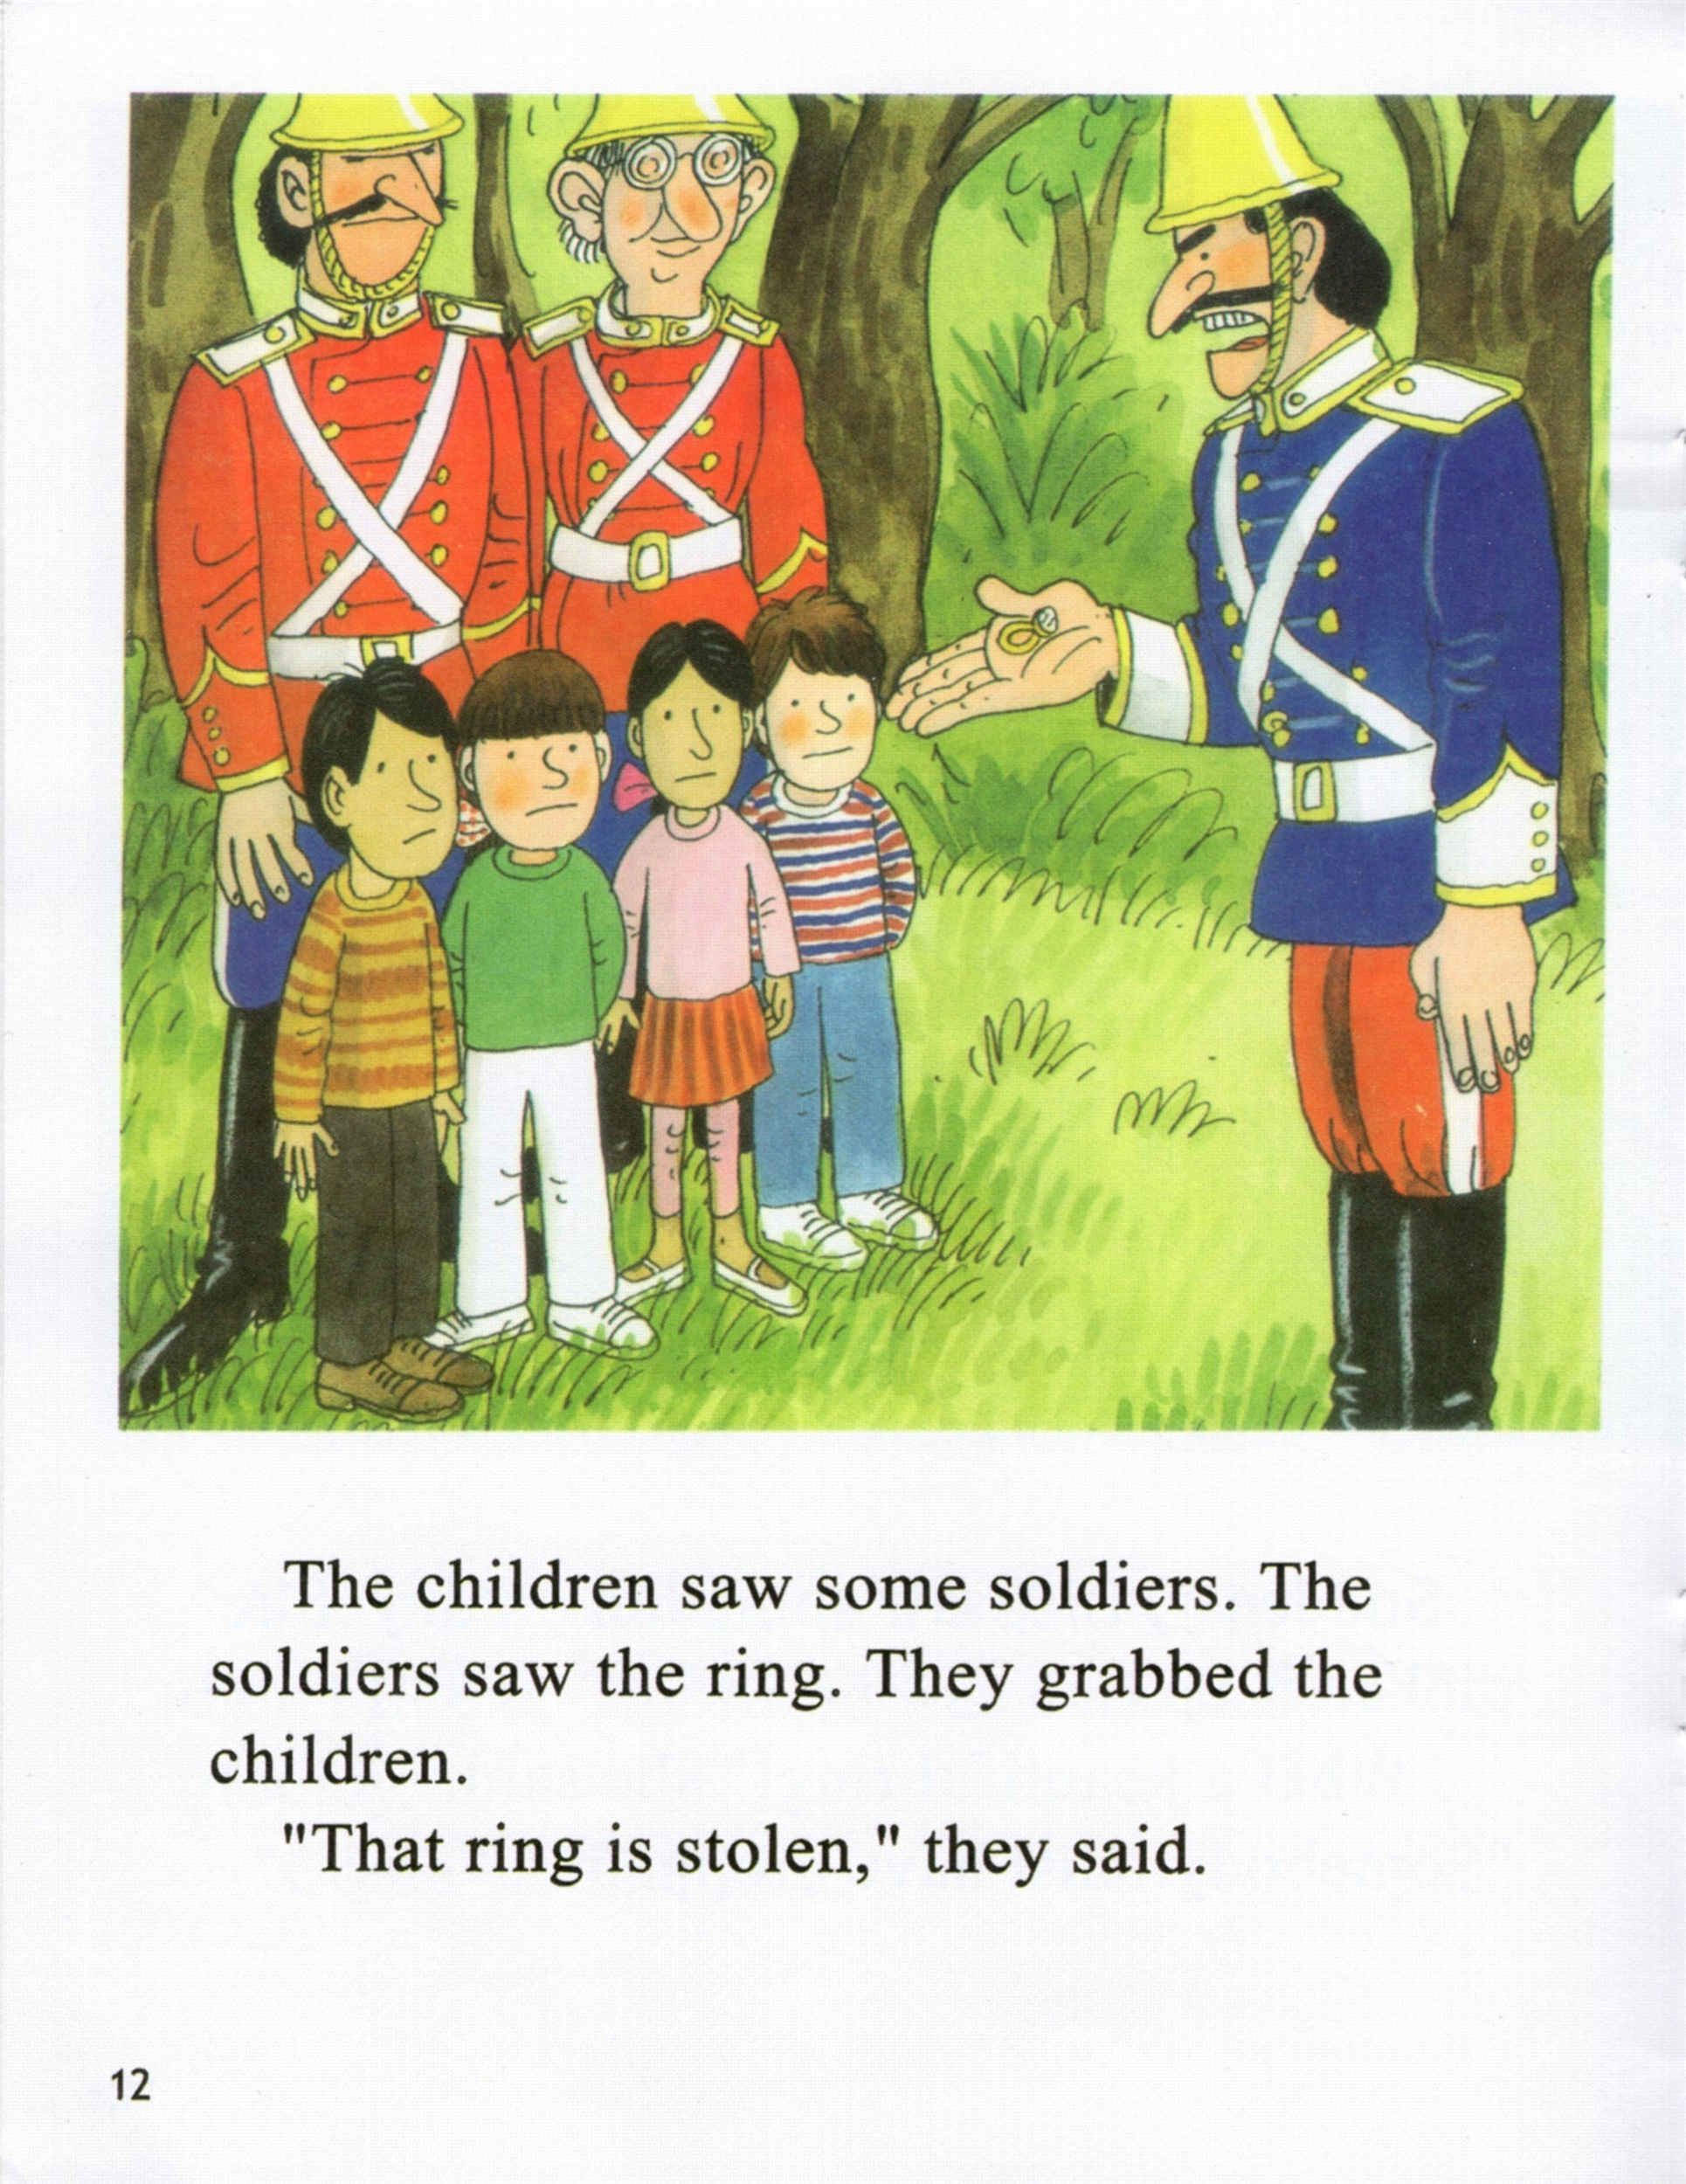 The children saw some soldiers. The
soldiers saw the ring. They grabbed the
children.
"That ring is stolen," they said.
12